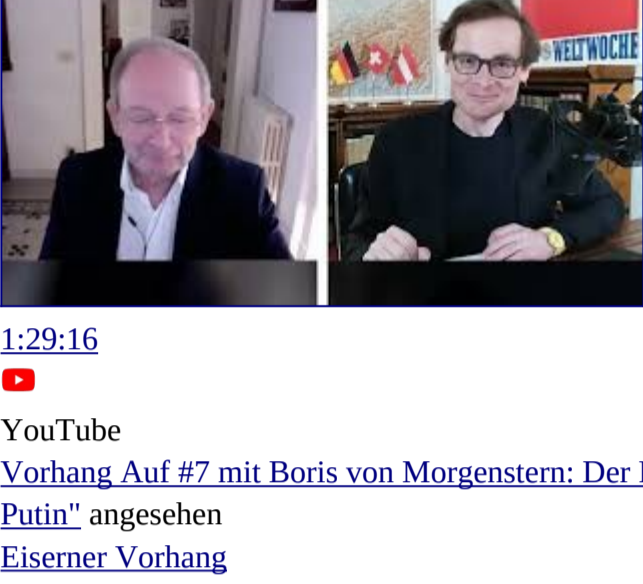 WELTWOCHE
1:29:16
YouTube
Vorhang Auf #7 mit Boris von Morgenstern: Der
Putin" angesehen
Eiserner Vorhang